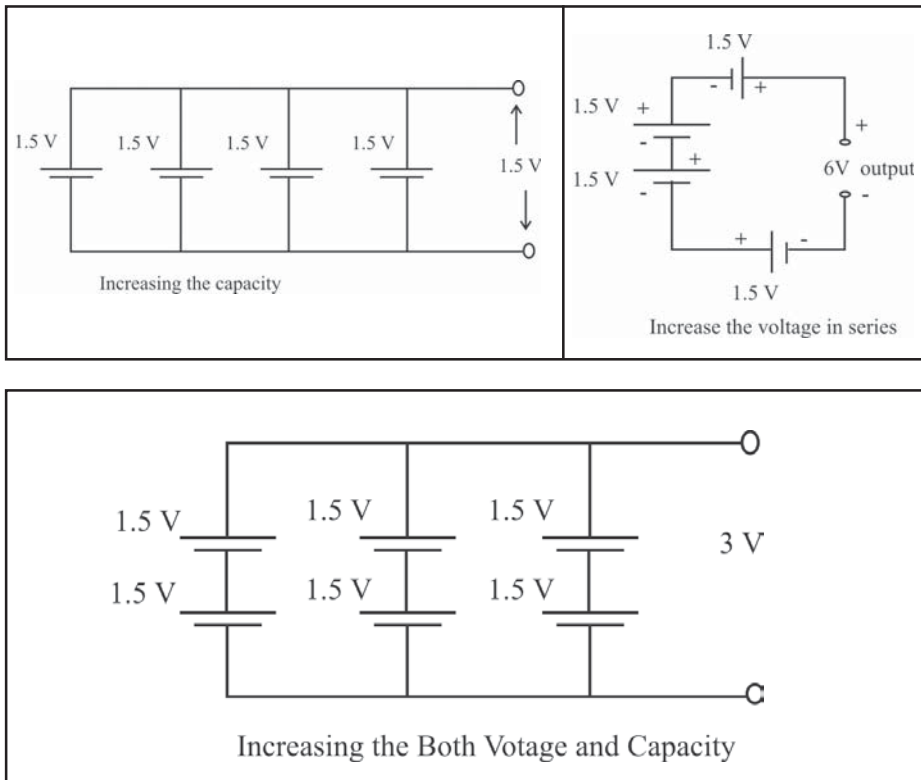 1.5 V 1.5 V 1.5 V 1.5 V
1.5 V
Increasing the capacity
1.5 V
- +
1.5 V +
-
+
1.5 V
-
+
6V output
-
+ -
1.5 V
Increase the voltage in series
1.5 V 1.5 V 1.5 V
3 V
1.5 V 1.5 V 1.5 V
Increasing the Both Votage and Capacity